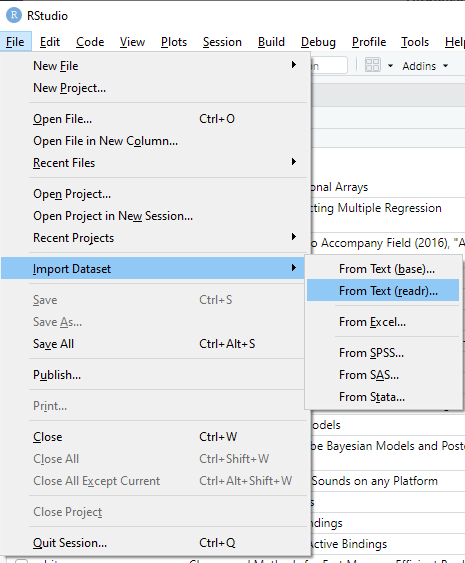 R RStudio
File Edit Code View Plots Session Build Debug Profile Tools Help
New File
Addins
New Project...
Open File... Ctrl+O
Open File in New Column...
Recent Files
onal Arrays
Open Project...
cting Multiple Regression
Open Project in New Session...
Recent Projects
o Accompany Field (2016), "A
Import Dataset
From Text (base)...
From Text (readr)...
From Excel...
From SPSS...
From SAS...
From Stata...
Save Ctrl+S
Save As...
Save All Ctrl+Alt+S
Publish...
Print...
odels
Close Ctrl+W
be Bayesian Models and Poste
Close All Ctrl+Shift+W
Close All Except Current Ctrl+Alt+Shift+W
Sounds on any Platform
Close Project
ndings
Quit Session... Ctrl+Q
Active Bindings